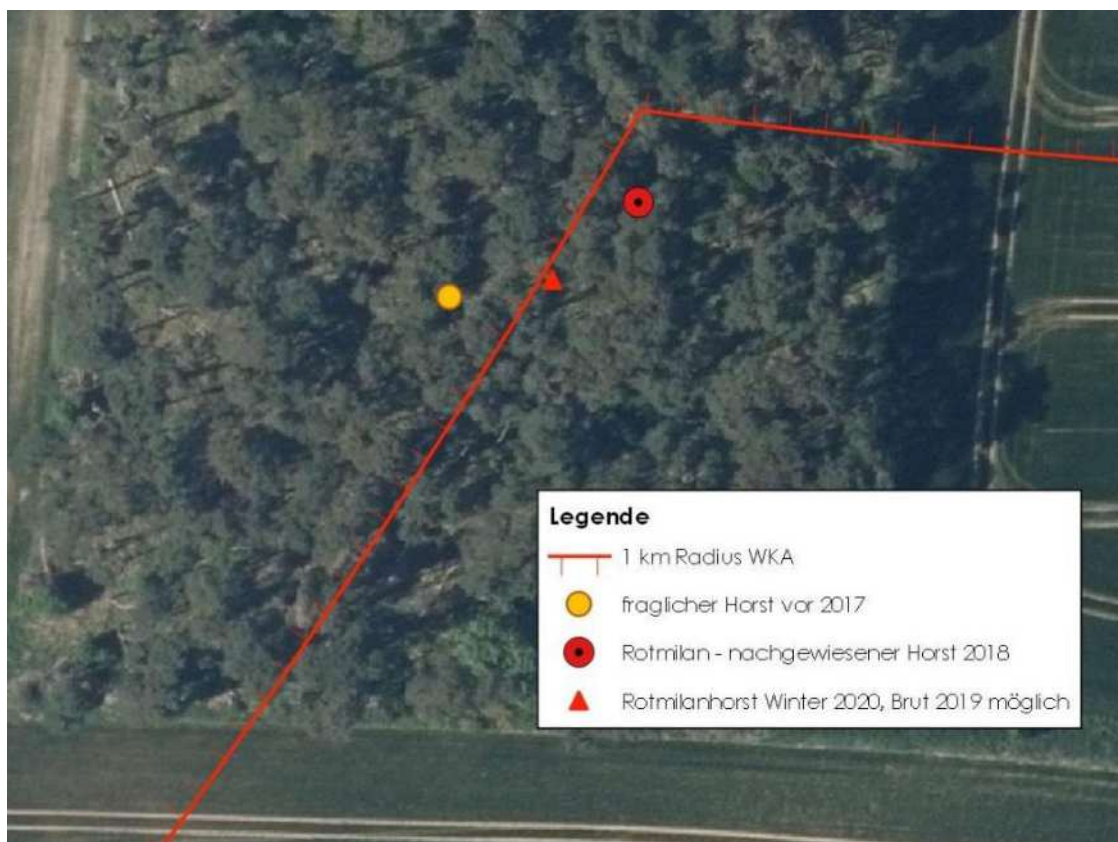 Legende
1 km Radius WKA
fraglicher Horst vor 2017
Rotmilan - nachgewiesener Horst 2018
Rotmilanhorst Winter 2020, Brut 2019 möglich